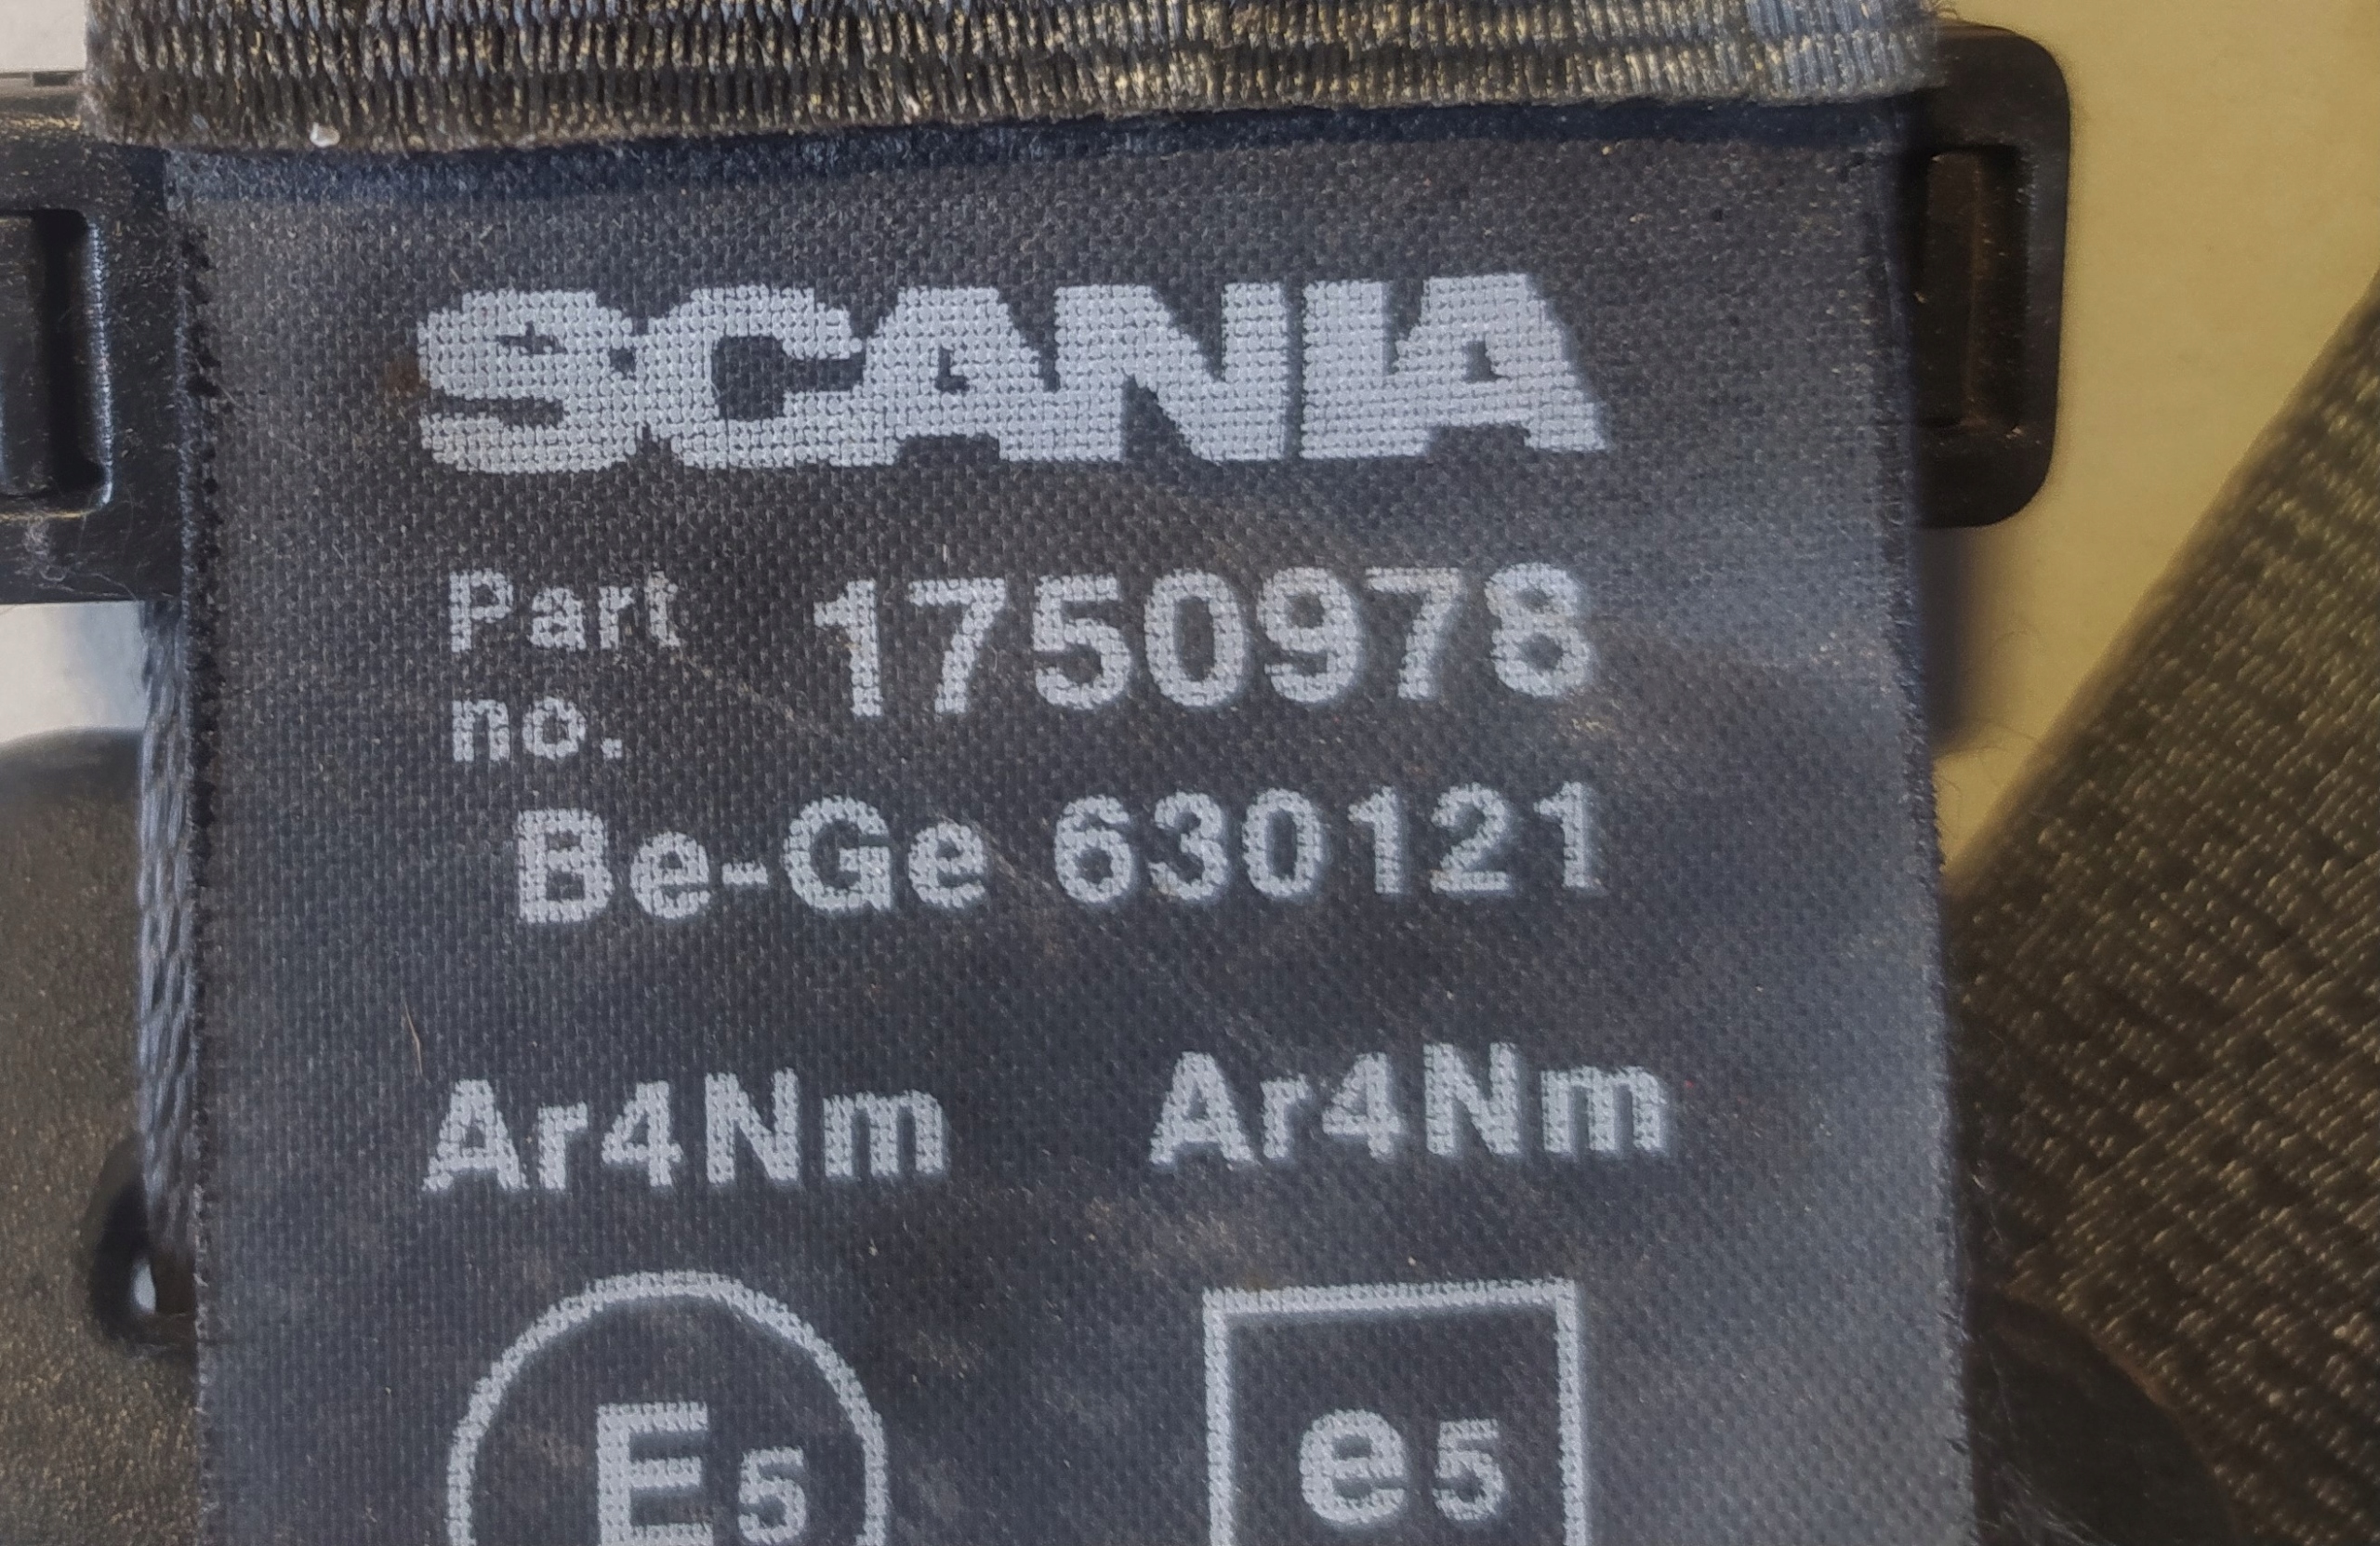 SCANIA
Part no. 1750978
Be-Ge 630121
Ar4Nm Ar4Nm
E5 e5